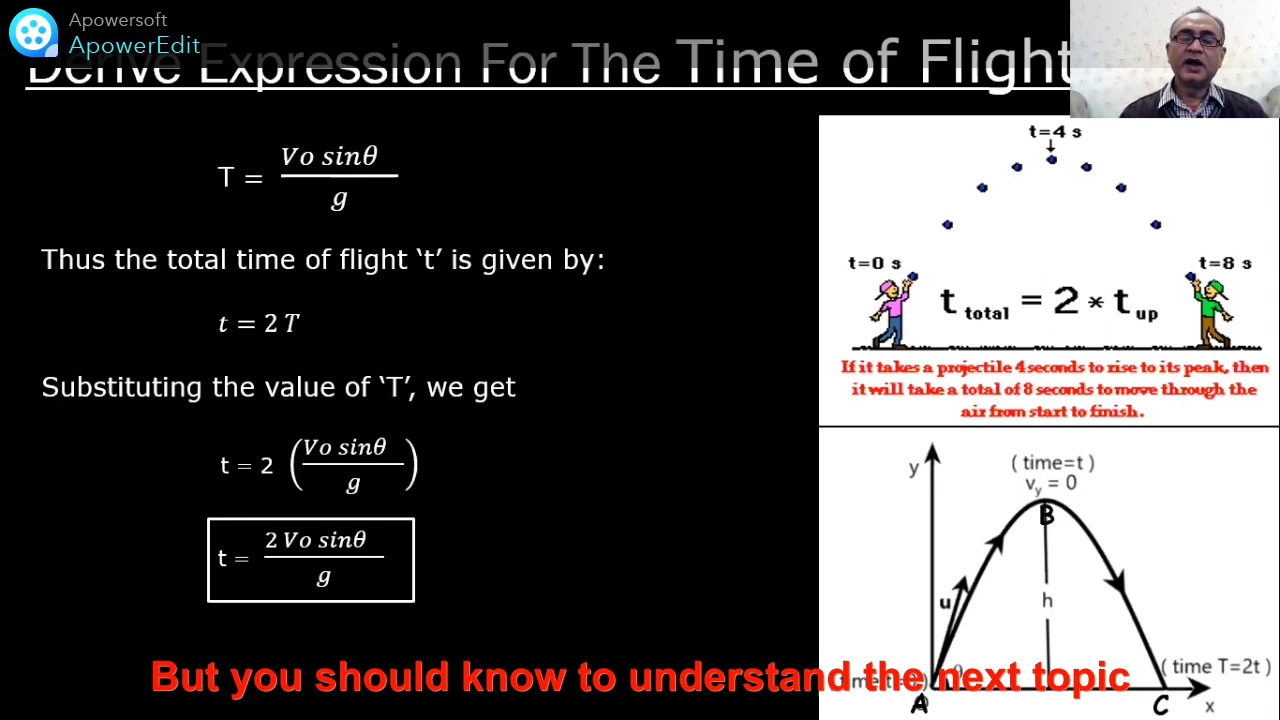 Apowersoft
ApowerEdit
Derive Expression For The Time of Flight
T = Vo sinθ / g
Thus the total time of flight ‘t’ is given by:
t = 2 T
Substituting the value of ‘T’, we get
t = 2 (Vo sinθ / g)
t = 2 Vo sinθ / g
t=4 s
t=0 s
t=8 s
t total = 2 * t up
If it takes a projectile 4 seconds to rise to its peak, then
it will take a total of 8 seconds to move through the
air from start to finish.
y
( time=t )
vy = 0
B
u
h
( time T=2t )
A
C
x
But you should know to understand the next topic